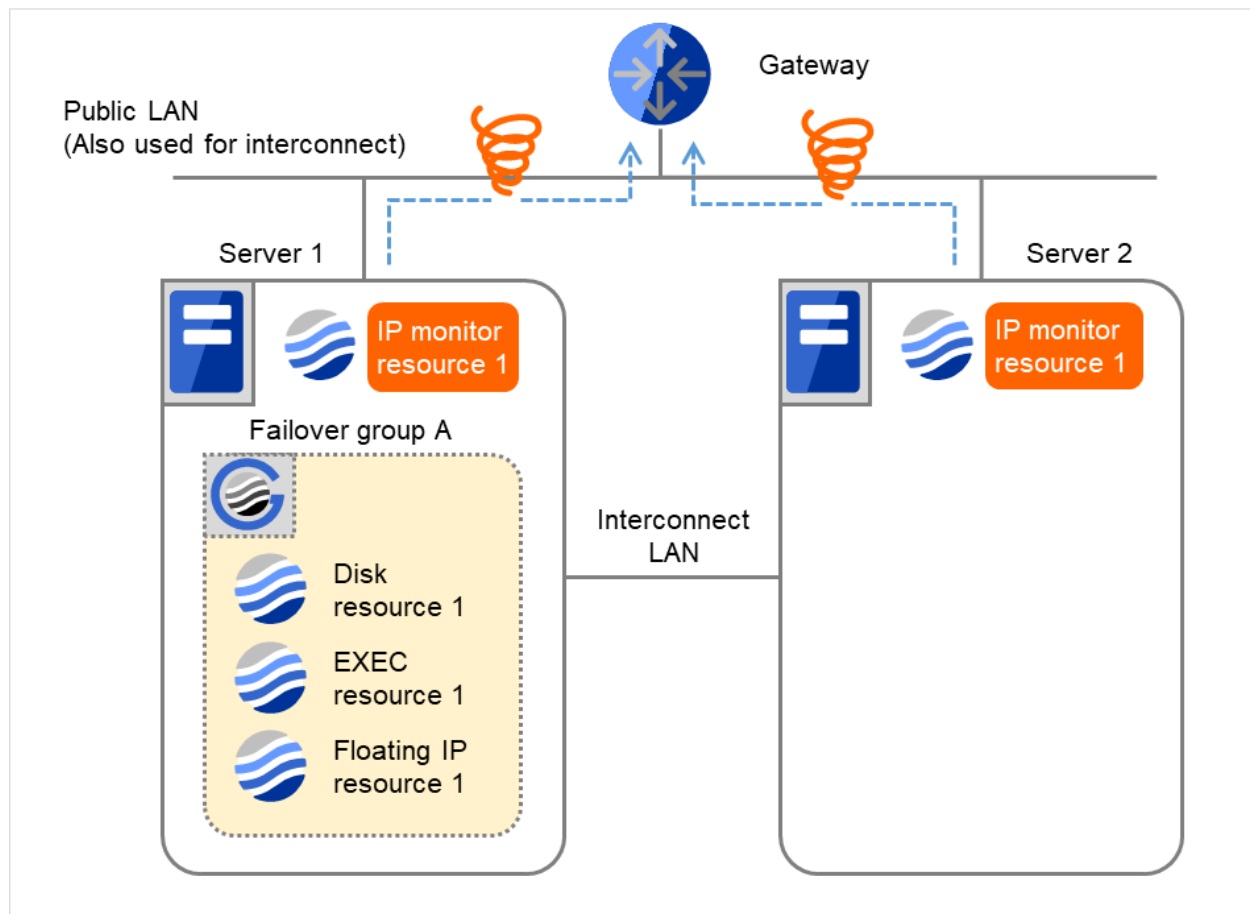 Gateway
Public LAN
(Also used for interconnect)
Server 1
Server 2
IP monitor
resource 1
IP monitor
resource 1
Failover group A
Interconnect
LAN
Disk
resource 1
EXEC
resource 1
Floating IP
resource 1